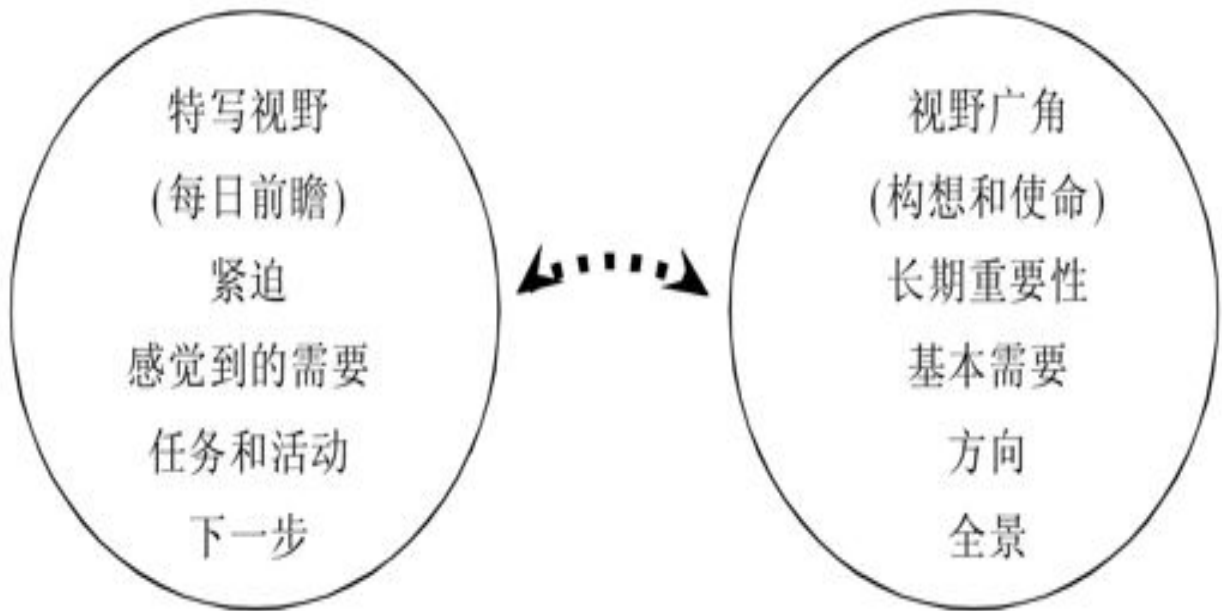 特写视野
(每日前瞻)
紧迫
感觉到的需要
任务和活动
下一步
视野广角
(构想和使命)
长期重要性
基本需要
方向
全景